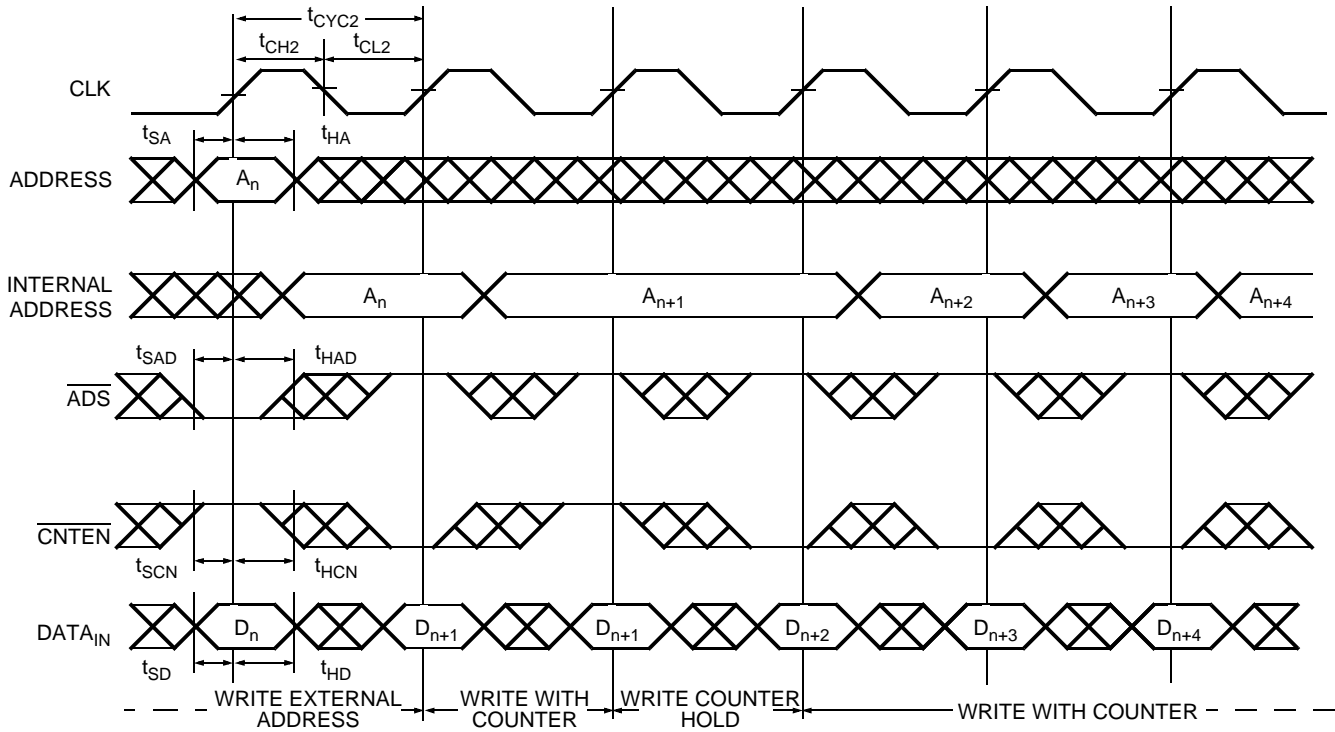 tCYC2
tCH2 tCL2
CLK
tSA tHA
ADDRESS An
INTERNAL
ADDRESS An An+1 An+2 An+3 An+4
tSAD tHAD
ADS
CNTEN
tSCN tHCN
DATAIN Dn Dn+1 Dn+1 Dn+2 Dn+3 Dn+4
tSD tHD
WRITE EXTERNAL
ADDRESS
WRITE WITH
COUNTER
WRITE COUNTER
HOLD
WRITE WITH COUNTER